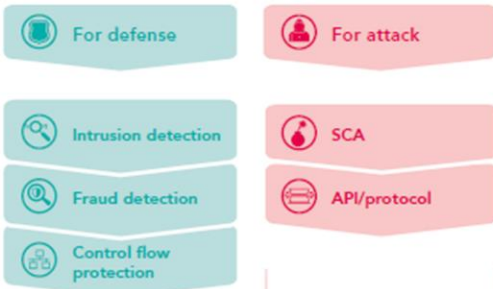 For defense
For attack
Intrusion detection
SCA
Fraud detection
API/protocol
Control flow
protection